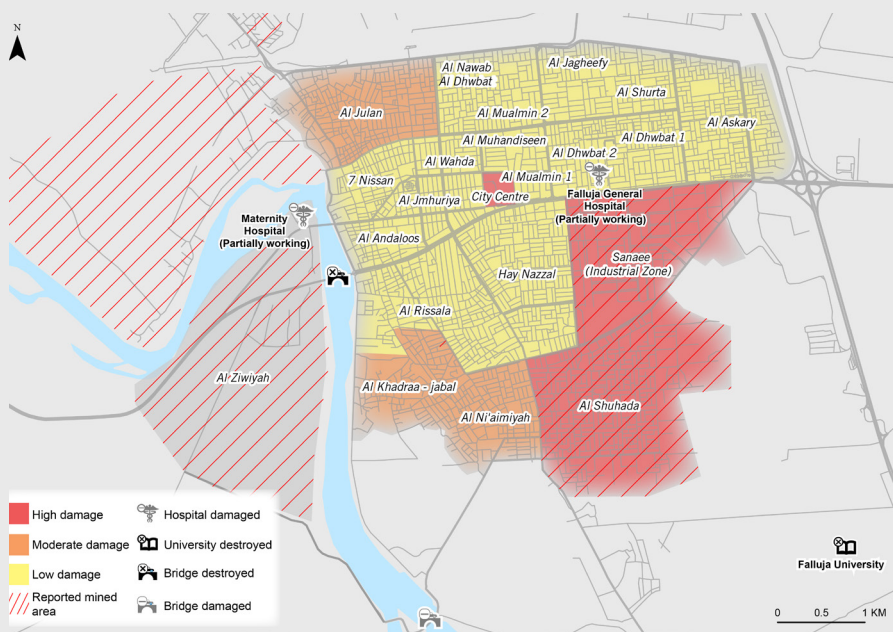 N
Al Nawab
Al Dhwbat
Al Jagheefy
Al Shurta
Al Julan
Al Mualmin 2
Al Askary
Al Muhandiseen
Al Dhwbat 1
Al Dhwbat 2
Al Wahda
7 Nissan
Al Mualmin 1
Al Jmhuriya
City Centre
Falluja General
Hospital
(Partially working)
Maternity
Hospital
(Partially working)
Al Andaloos
Sanaee
(Industrial Zone)
Hay Nazzal
Al Rissala
Al Ziwiyah
Al Khadraa - jabal
Al Ni'aimiyah
Al Shuhada
High damage
Moderate damage
Low damage
Reported mined
area
Hospital damaged
University destroyed
Bridge destroyed
Bridge damaged
Falluja University
0 0.5 1 KM